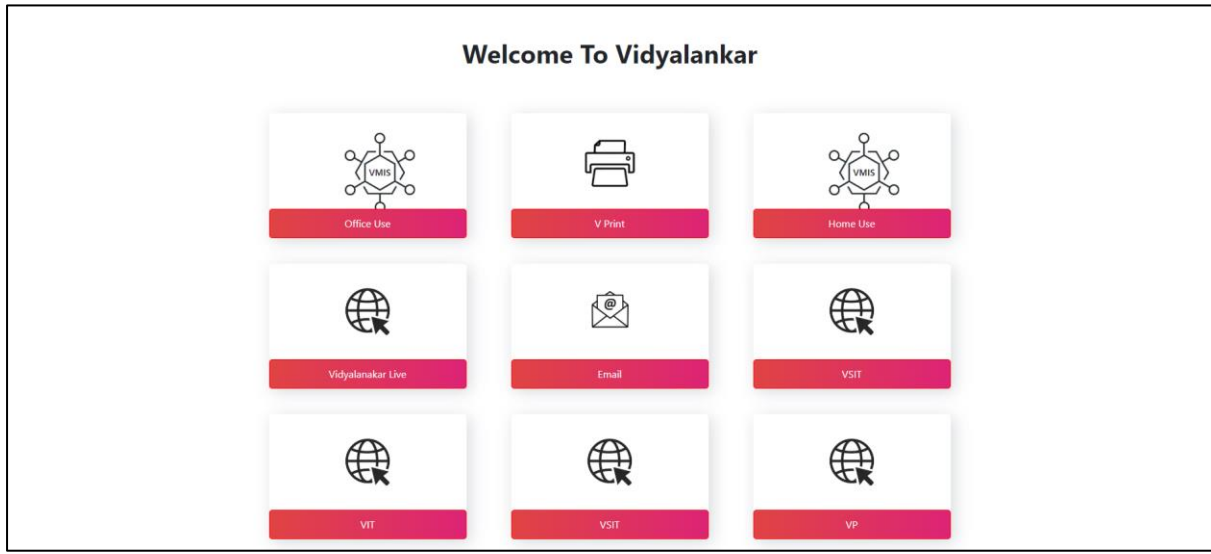 Welcome To Vidyalankar
VMIS
VMIS
Office Use
V Print
Home Use
@
Vidyalanakar Live
Email
VSIT
VIT
VSIT
VP